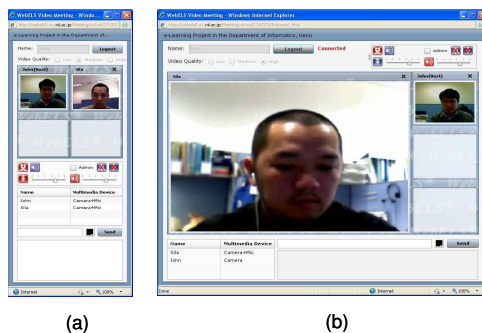 WebELS Video Meeting - Windo...
e-Learning Project in the Department of...
Name:
John
Logout
Video Quality: Low Medium High
John(Host)
Sila X
Admin
Name Multimedia Device
John Camera+Mic
Sila Camera+Mic
Send
Internet 100%
(a)
WebELS Video Meeting - Windows Internet Explorer
e-Learning Project in the Department of Informatics, Ueno
Name:
Logout Connected
Admin
Video Quality: Low Medium High
Sila X
John(Host)
Name Multimedia Device
Sila Camera+Mic
John Camera
Send
Done Internet 100%
(b)